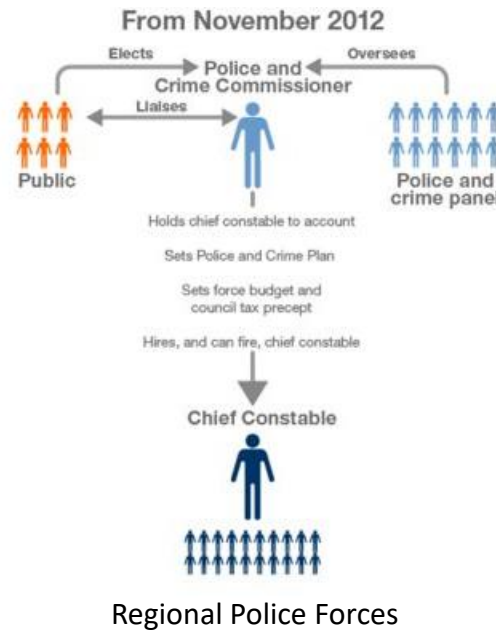 From November 2012
Elects
Oversees
Police and
Crime Commissioner
Liaises
Public
Police and
crime panel
Holds chief constable to account
Sets Police and Crime Plan
Sets force budget and
council tax precept
Hires, and can fire, chief constable
Chief Constable
Regional Police Forces